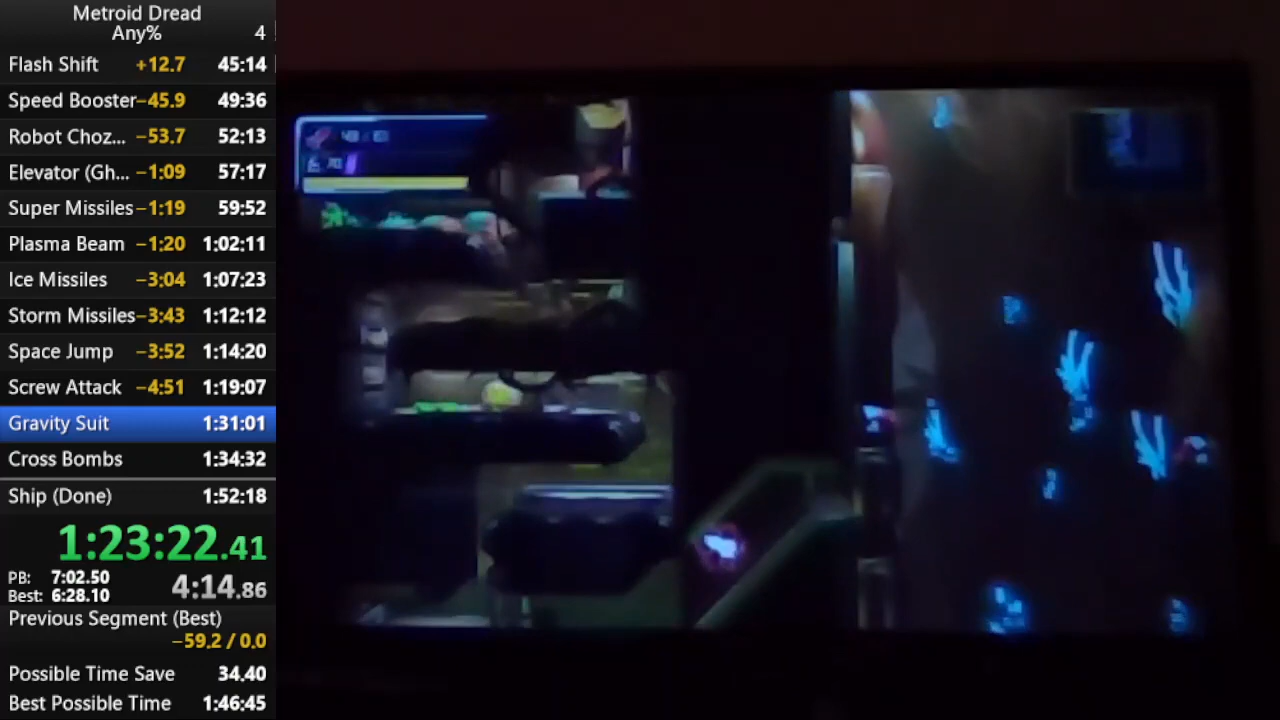 Metroid Dread
Any% 4
Flash Shift +12.7 45:14
Speed Booster −45.9 49:36
Robot Choz... −53.7 52:13
Elevator (Gh... −1:09 57:17
Super Missiles −1:19 59:52
Plasma Beam −1:20 1:02:11
Ice Missiles −3:04 1:07:23
Storm Missiles −3:43 1:12:12
Space Jump −3:52 1:14:20
Screw Attack −4:51 1:19:07
Gravity Suit 1:31:01
Cross Bombs 1:34:32
Ship (Done) 1:52:18
1:23:22.41
PB: 7:02.50 4:14.86
Best: 6:28.10
Previous Segment (Best)
−59.2 / 0.0
Possible Time Save 34.40
Best Possible Time 1:46:45